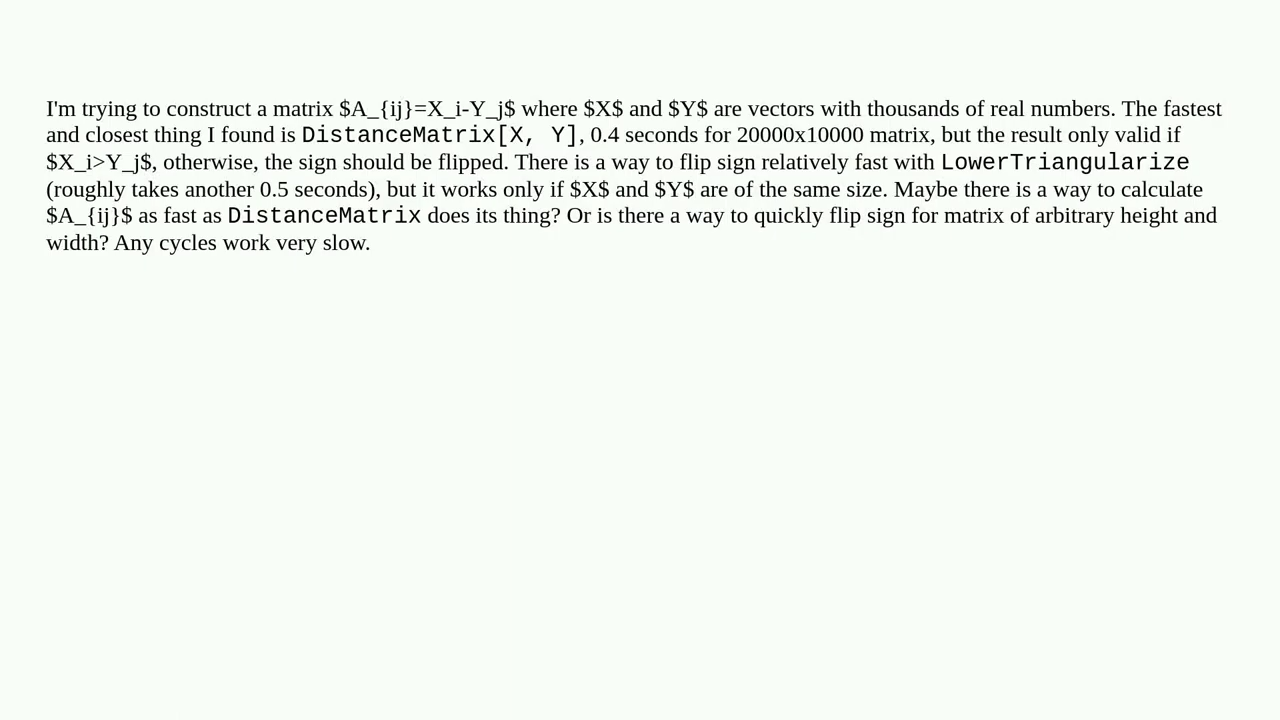 I'm trying to construct a matrix $A_{ij}=X_i-Y_j$ where $X$ and $Y$ are vectors with thousands of real numbers. The fastest
and closest thing I found is DistanceMatrix[X, Y], 0.4 seconds for 20000x10000 matrix, but the result only valid if
$X_i>Y_j$, otherwise, the sign should be flipped. There is a way to flip sign relatively fast with LowerTriangularize
(roughly takes another 0.5 seconds), but it works only if $X$ and $Y$ are of the same size. Maybe there is a way to calculate
$A_{ij}$ as fast as DistanceMatrix does its thing? Or is there a way to quickly flip sign for matrix of arbitrary height and
width? Any cycles work very slow.